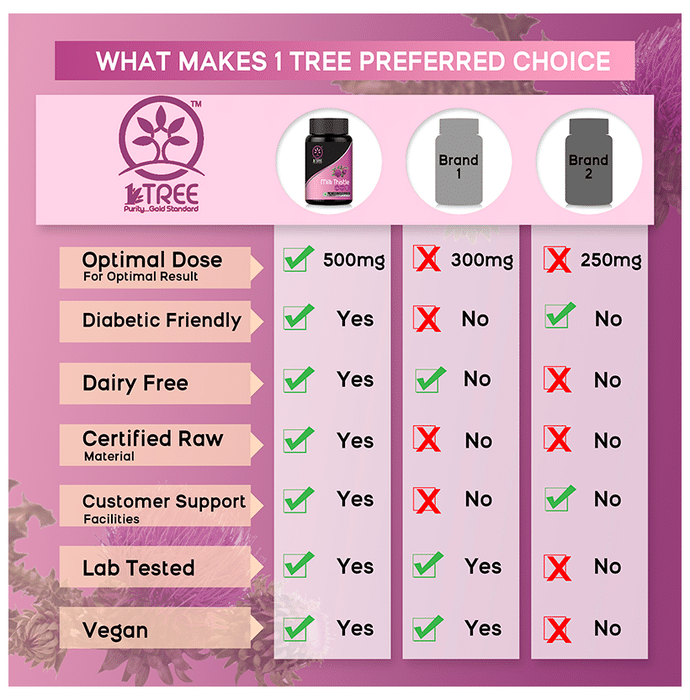 WHAT MAKES 1 TREE PREFERRED CHOICE
TM
1TREE
Purity...Gold Standard
1TREE
Milk Thistle
Brand
1
Brand
2
Optimal Dose
For Optimal Result
500mg
300mg
250mg
Diabetic Friendly
Yes
No
No
Dairy Free
Yes
No
No
Certified Raw
Material
Yes
No
No
Customer Support
Facilities
Yes
No
No
Lab Tested
Yes
Yes
No
Vegan
Yes
Yes
No